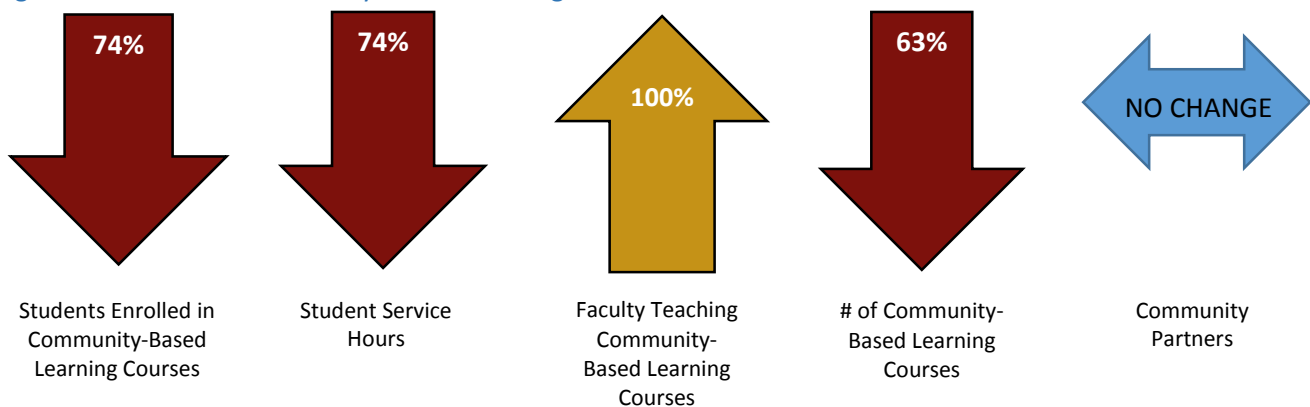 74%
74%
100%
63%
NO CHANGE
Students Enrolled in
Community-Based
Learning Courses
Student Service
Hours
Faculty Teaching
Community-
Based Learning
Courses
# of Community-
Based Learning
Courses
Community
Partners